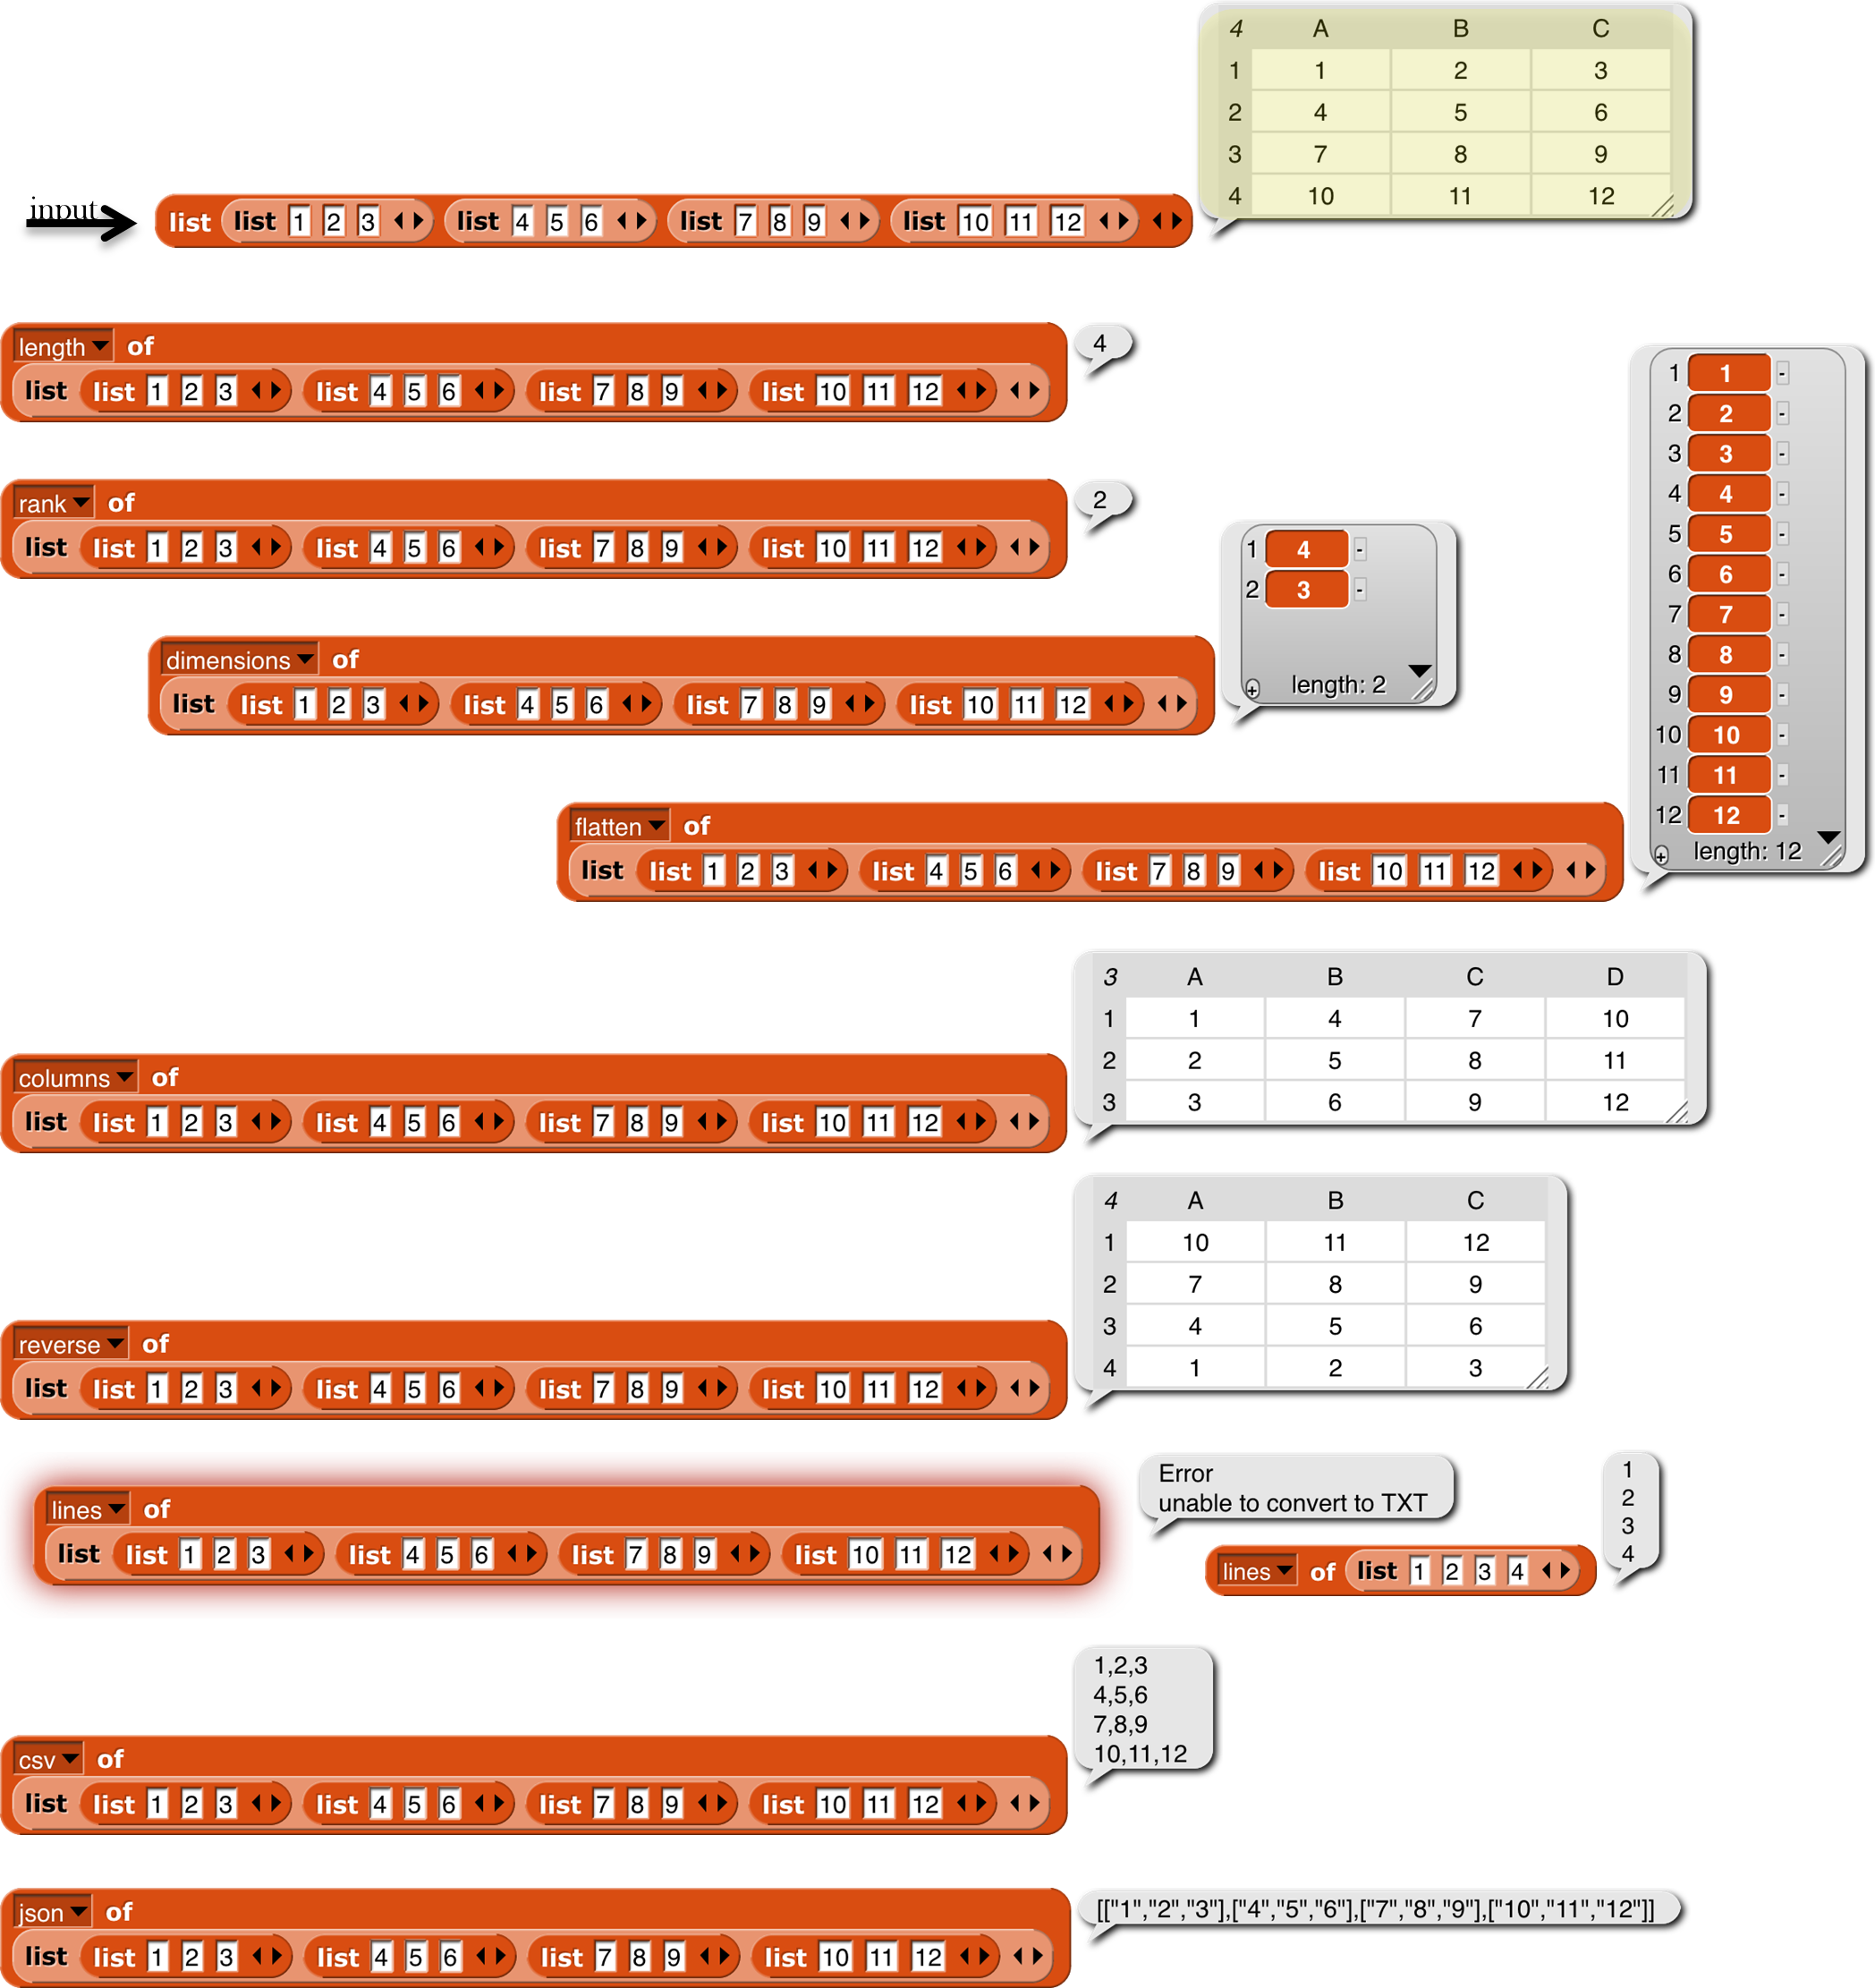 4 A B C
1 1 2 3
2 4 5 6
3 7 8 9
4 10 11 12
input
list list 1 2 3 list 4 5 6 list 7 8 9 list 10 11 12
length of
list list 1 2 3 list 4 5 6 list 7 8 9 list 10 11 12
4
rank of
list list 1 2 3 list 4 5 6 list 7 8 9 list 10 11 12
2
dimensions of
list list 1 2 3 list 4 5 6 list 7 8 9 list 10 11 12
1 4 -
2 3 -
+ length: 2
flatten of
list list 1 2 3 list 4 5 6 list 7 8 9 list 10 11 12
1 1 -
2 2 -
3 3 -
4 4 -
5 5 -
6 6 -
7 7 -
8 8 -
9 9 -
10 10 -
11 11 -
12 12 -
+ length: 12
columns of
list list 1 2 3 list 4 5 6 list 7 8 9 list 10 11 12
3 A B C D
1 1 4 7 10
2 2 5 8 11
3 3 6 9 12
reverse of
list list 1 2 3 list 4 5 6 list 7 8 9 list 10 11 12
4 A B C
1 10 11 12
2 7 8 9
3 4 5 6
4 1 2 3
lines of
list list 1 2 3 list 4 5 6 list 7 8 9 list 10 11 12
Error
unable to convert to TXT
lines of list 1 2 3 4
1
2
3
4
csv of
list list 1 2 3 list 4 5 6 list 7 8 9 list 10 11 12
1,2,3
4,5,6
7,8,9
10,11,12
json of
list list 1 2 3 list 4 5 6 list 7 8 9 list 10 11 12
[["1","2","3"],["4","5","6"],["7","8","9"],["10","11","12"]]